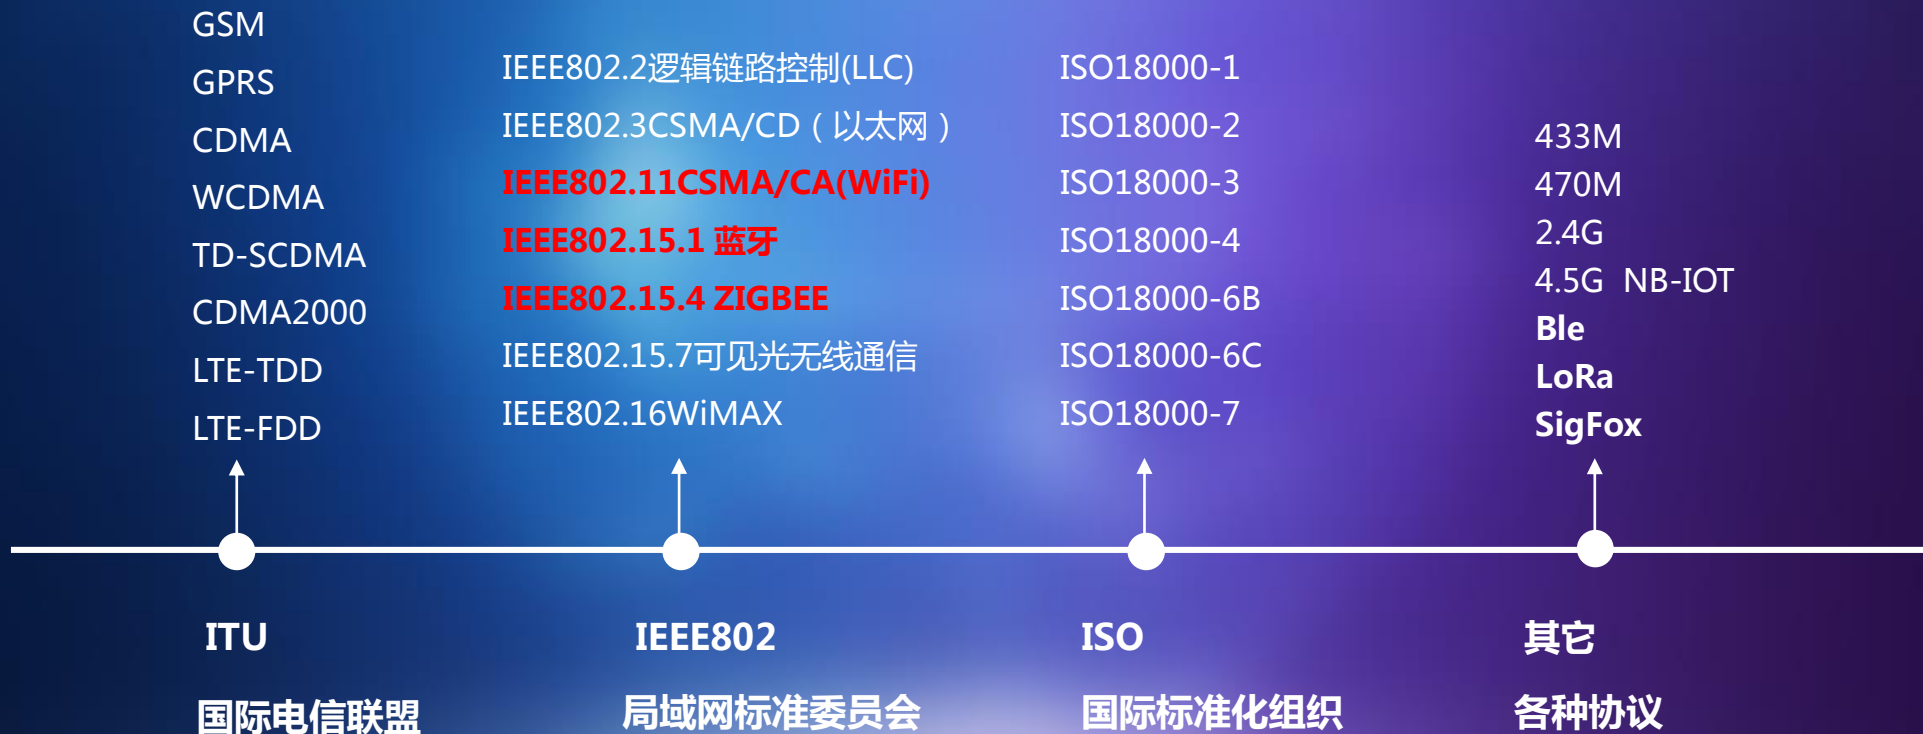 GSM
GPRS
CDMA
WCDMA
TD-SCDMA
CDMA2000
LTE-TDD
LTE-FDD
IEEE802.2逻辑链路控制(LLC)
IEEE802.3CSMA/CD（以太网）
IEEE802.11CSMA/CA(WiFi)
IEEE802.15.1 蓝牙
IEEE802.15.4 ZIGBEE
IEEE802.15.7可见光无线通信
IEEE802.16WiMAX
ISO18000-1
ISO18000-2
ISO18000-3
ISO18000-4
ISO18000-6B
ISO18000-6C
ISO18000-7
433M
470M
2.4G
4.5G  NB-IOT
Ble
LoRa
SigFox
ITU
国际电信联盟
IEEE802
局域网标准委员会
ISO
国际标准化组织
其它
各种协议